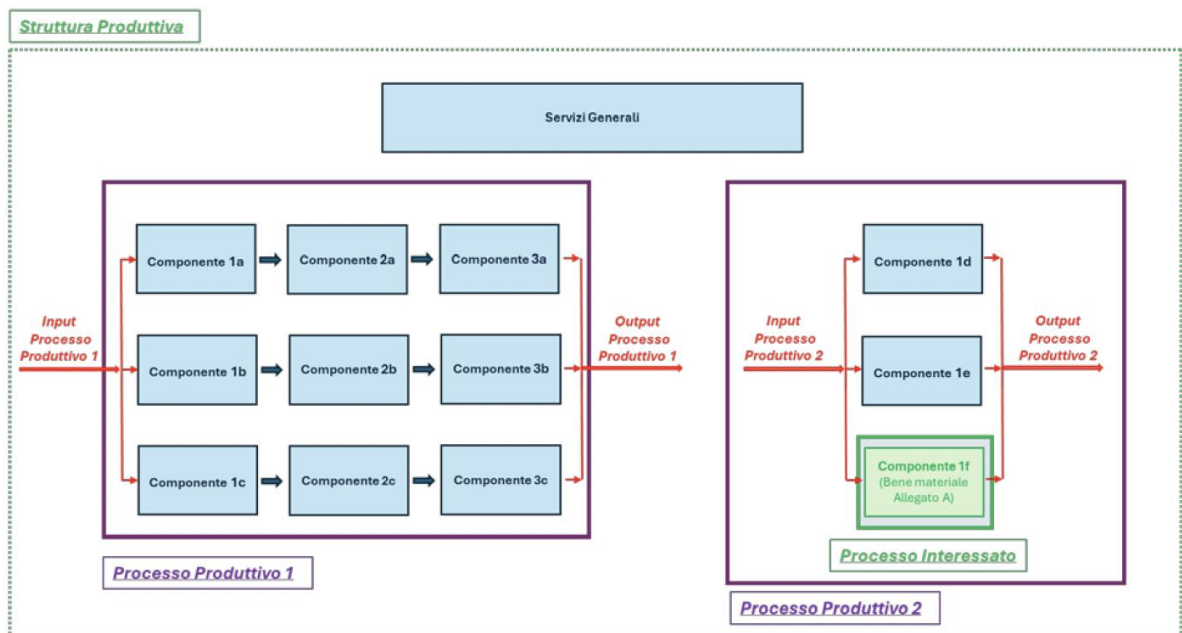 Struttura Produttiva
Servizi Generali
Componente 1a
Componente 2a
Componente 3a
Input
Processo
Produttivo 1
Componente 1b
Componente 2b
Componente 3b
Output
Processo
Produttivo 1
Componente 1c
Componente 2c
Componente 3c
Processo Produttivo 1
Componente 1d
Input
Processo
Produttivo 2
Componente 1e
Output
Processo
Produttivo 2
Componente 1f
(Bene materiale
Allegato A)
Processo Interessato
Processo Produttivo 2